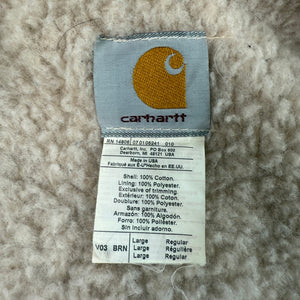 carhartt
RN 14806 07 0106241 010
Carhartt, Inc. PO Box 600
Dearborn, MI 48121 USA
Made in USA
Fabriqué aux É-U Hecho en EE.UU.
Shell: 100% Cotton.
Lining: 100% Polyester.
Exclusive of trimming.
Extérieur: 100% Coton.
Doublure: 100% Polyester.
Sans garniture.
Armazón: 100% Algodón.
Forro: 100% Poliéster.
Sin incluir adorno.
V03 BRN Large Regular
Large Régulière
Large Regular